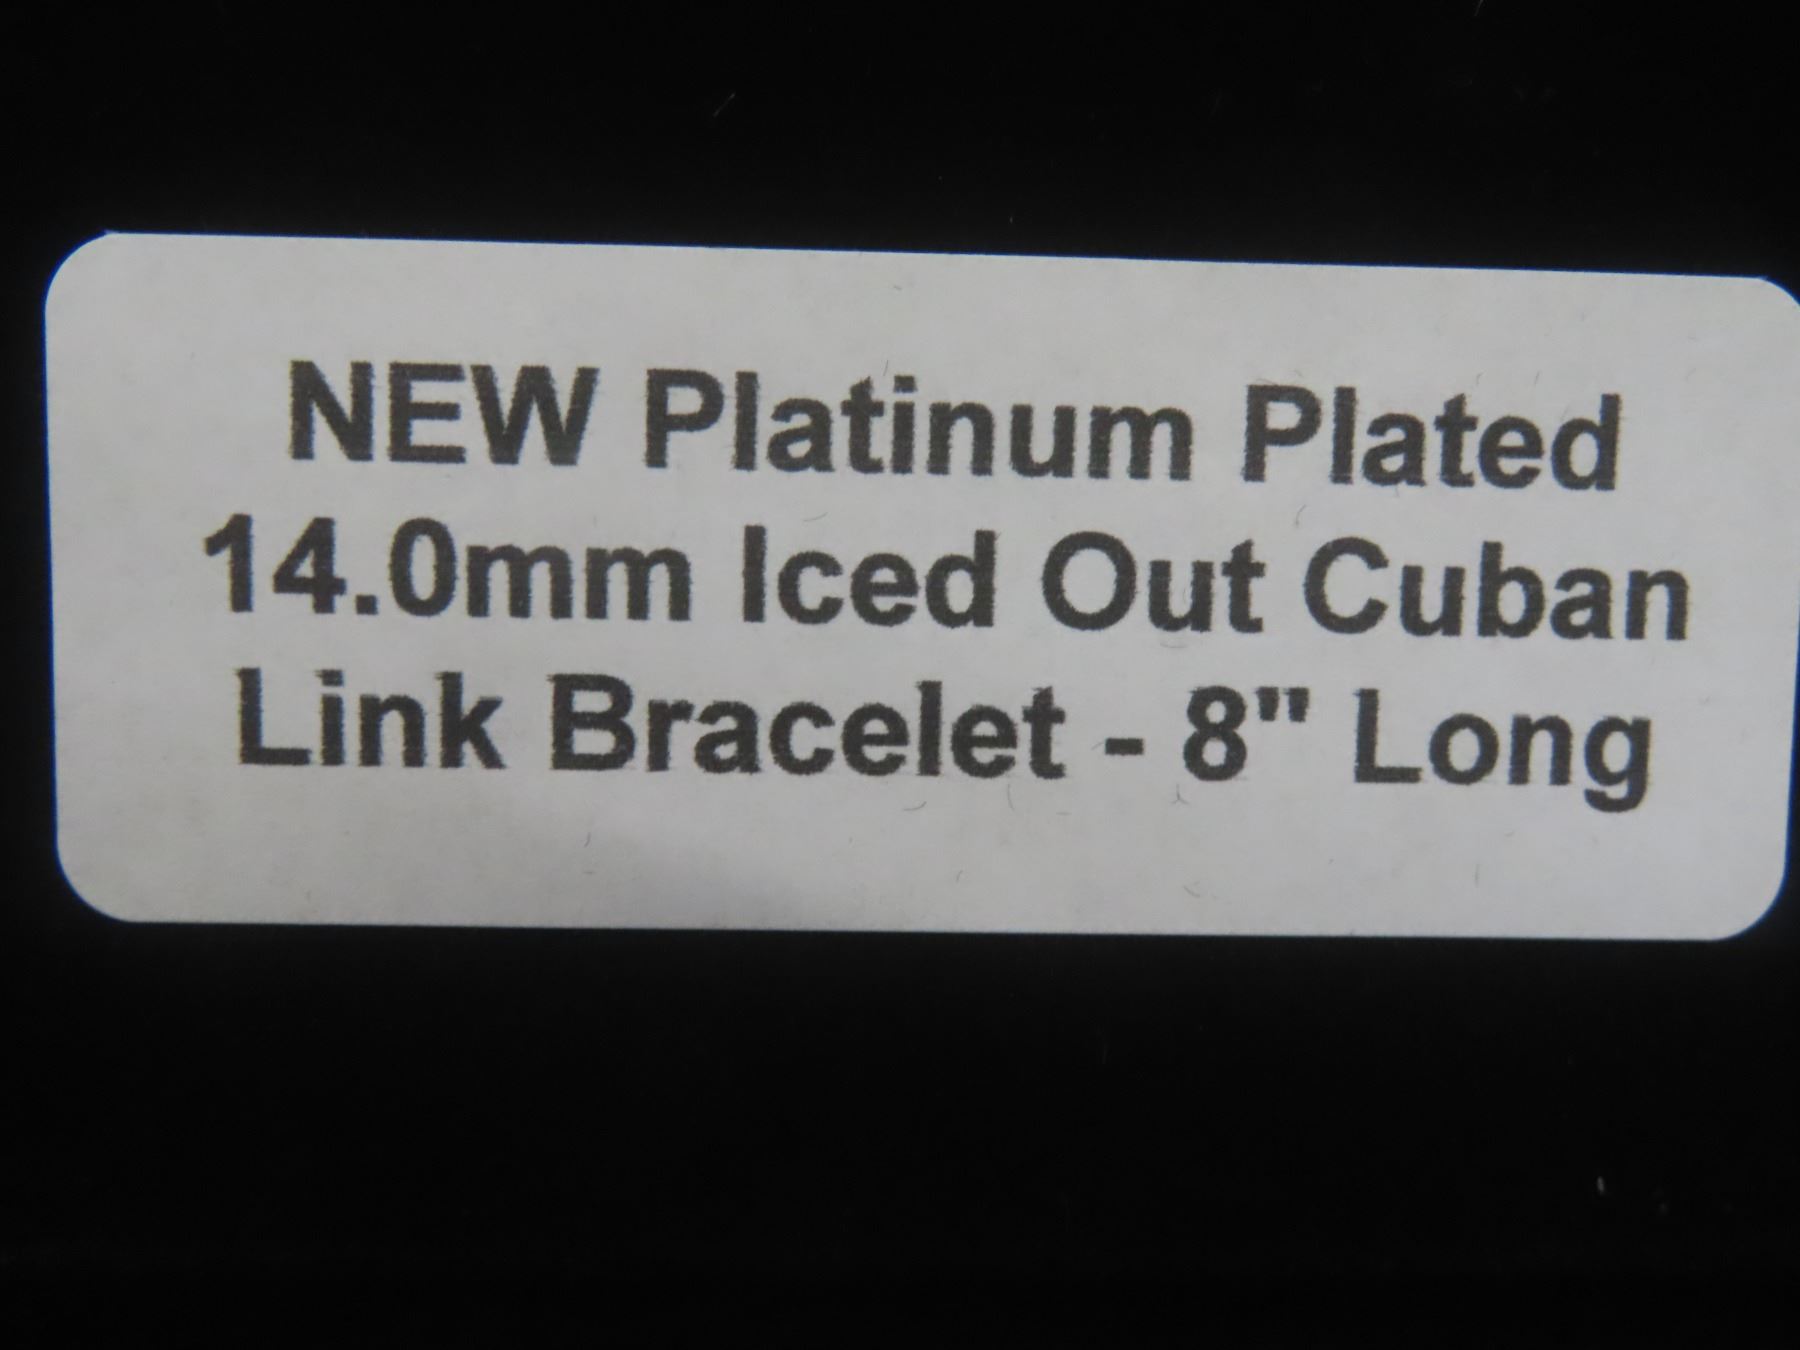 NEW Platinum Plated
14.0mm Iced Out Cuban
Link Bracelet - 8" Long